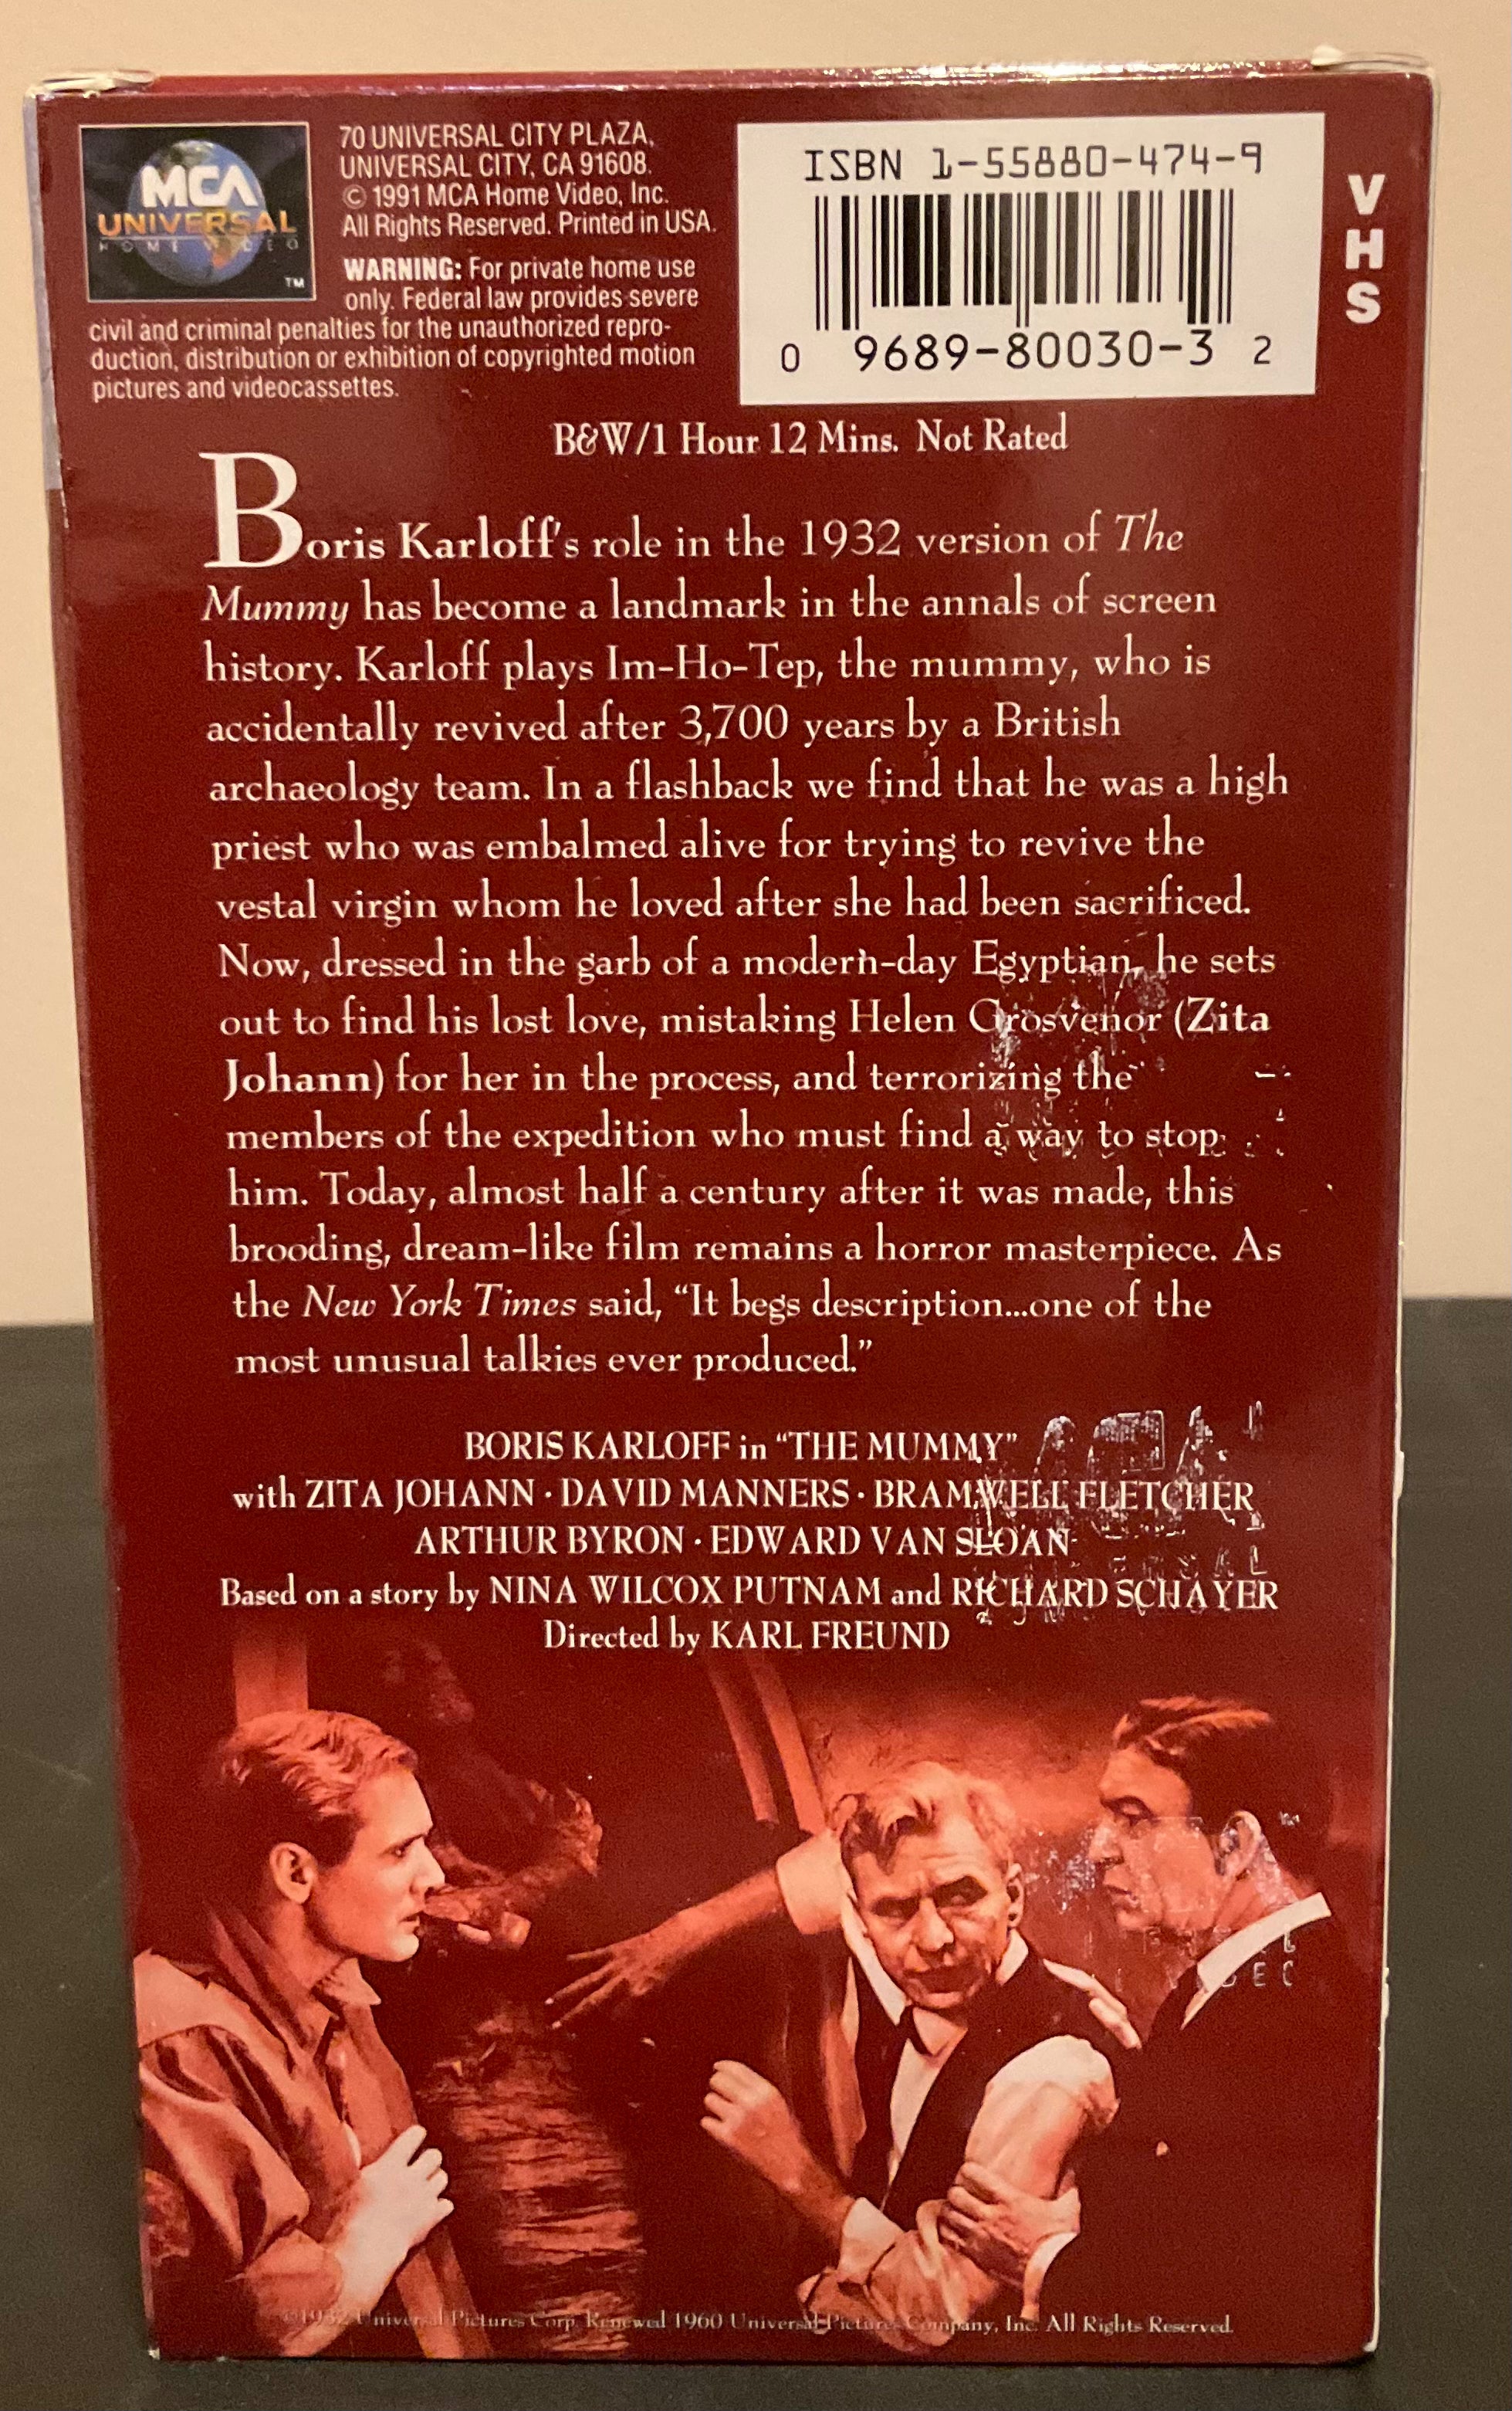 MCA
UNIVERSAL
HOME VIDEO
TM
70 UNIVERSAL CITY PLAZA,
UNIVERSAL CITY, CA 91608.
© 1991 MCA Home Video, Inc.
All Rights Reserved. Printed in USA.
WARNING: For private home use
only. Federal law provides severe
civil and criminal penalties for the unauthorized repro-
duction, distribution or exhibition of copyrighted motion
pictures and videocassettes.
ISBN 1-55880-474-9
0 9689-80030-3 2
VHS
B&W/1 Hour 12 Mins. Not Rated
Boris Karloff's role in the 1932 version of The
Mummy has become a landmark in the annals of screen
history. Karloff plays Im-Ho-Tep, the mummy, who is
accidentally revived after 3,700 years by a British
archaeology team. In a flashback we find that he was a high
priest who was embalmed alive for trying to revive the
vestal virgin whom he loved after she had been sacrificed.
Now, dressed in the garb of a modern-day Egyptian, he sets
out to find his lost love, mistaking Helen Grosvenor (Zita
Johann) for her in the process, and terrorizing the
members of the expedition who must find a way to stop
him. Today, almost half a century after it was made, this
brooding, dream-like film remains a horror masterpiece. As
the New York Times said, “It begs description...one of the
most unusual talkies ever produced.”
BORIS KARLOFF in “THE MUMMY”
with ZITA JOHANN · DAVID MANNERS · BRAMWELL FLETCHER
ARTHUR BYRON · EDWARD VAN SLOAN
Based on a story by NINA WILCOX PUTNAM and RICHARD SCHAYER
Directed by KARL FREUND
©1932 Universal Pictures Corp. Renewed 1960 Universal Pictures Company, Inc. All Rights Reserved.